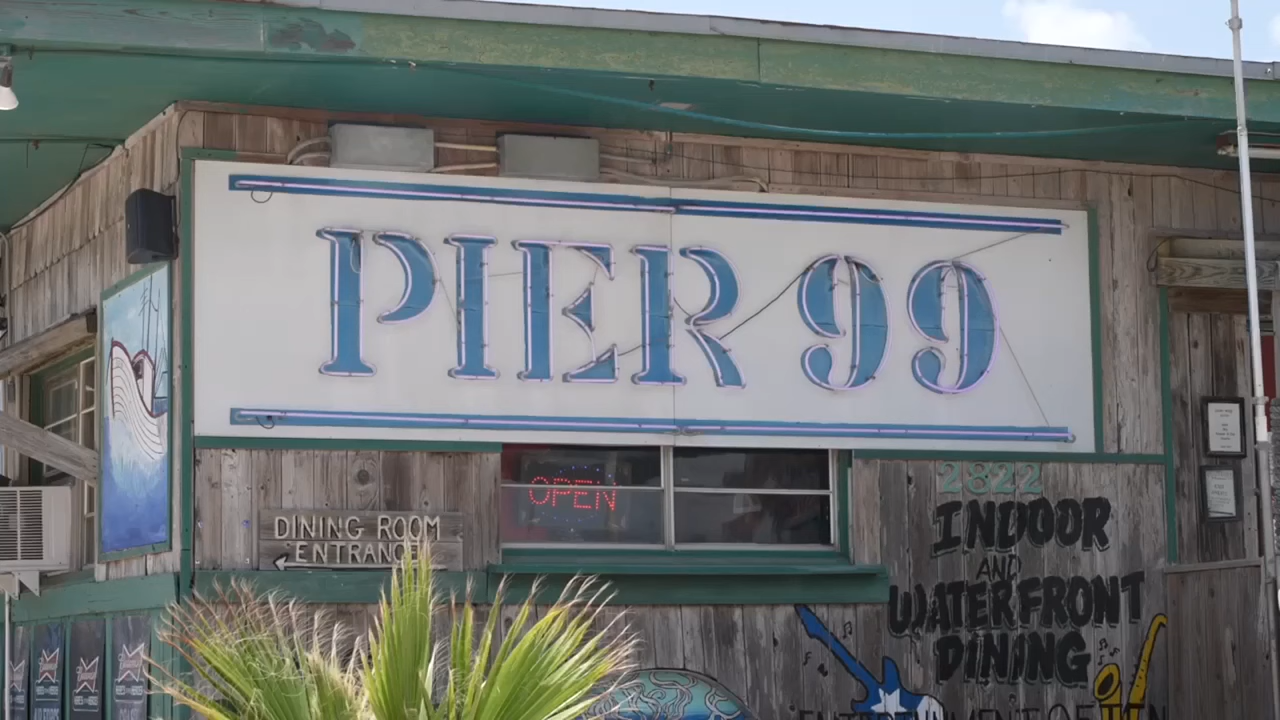 PIER 99
OPEN
DINING ROOM
ENTRANCE
2822
INDOOR
AND
WATERFRONT
DINING